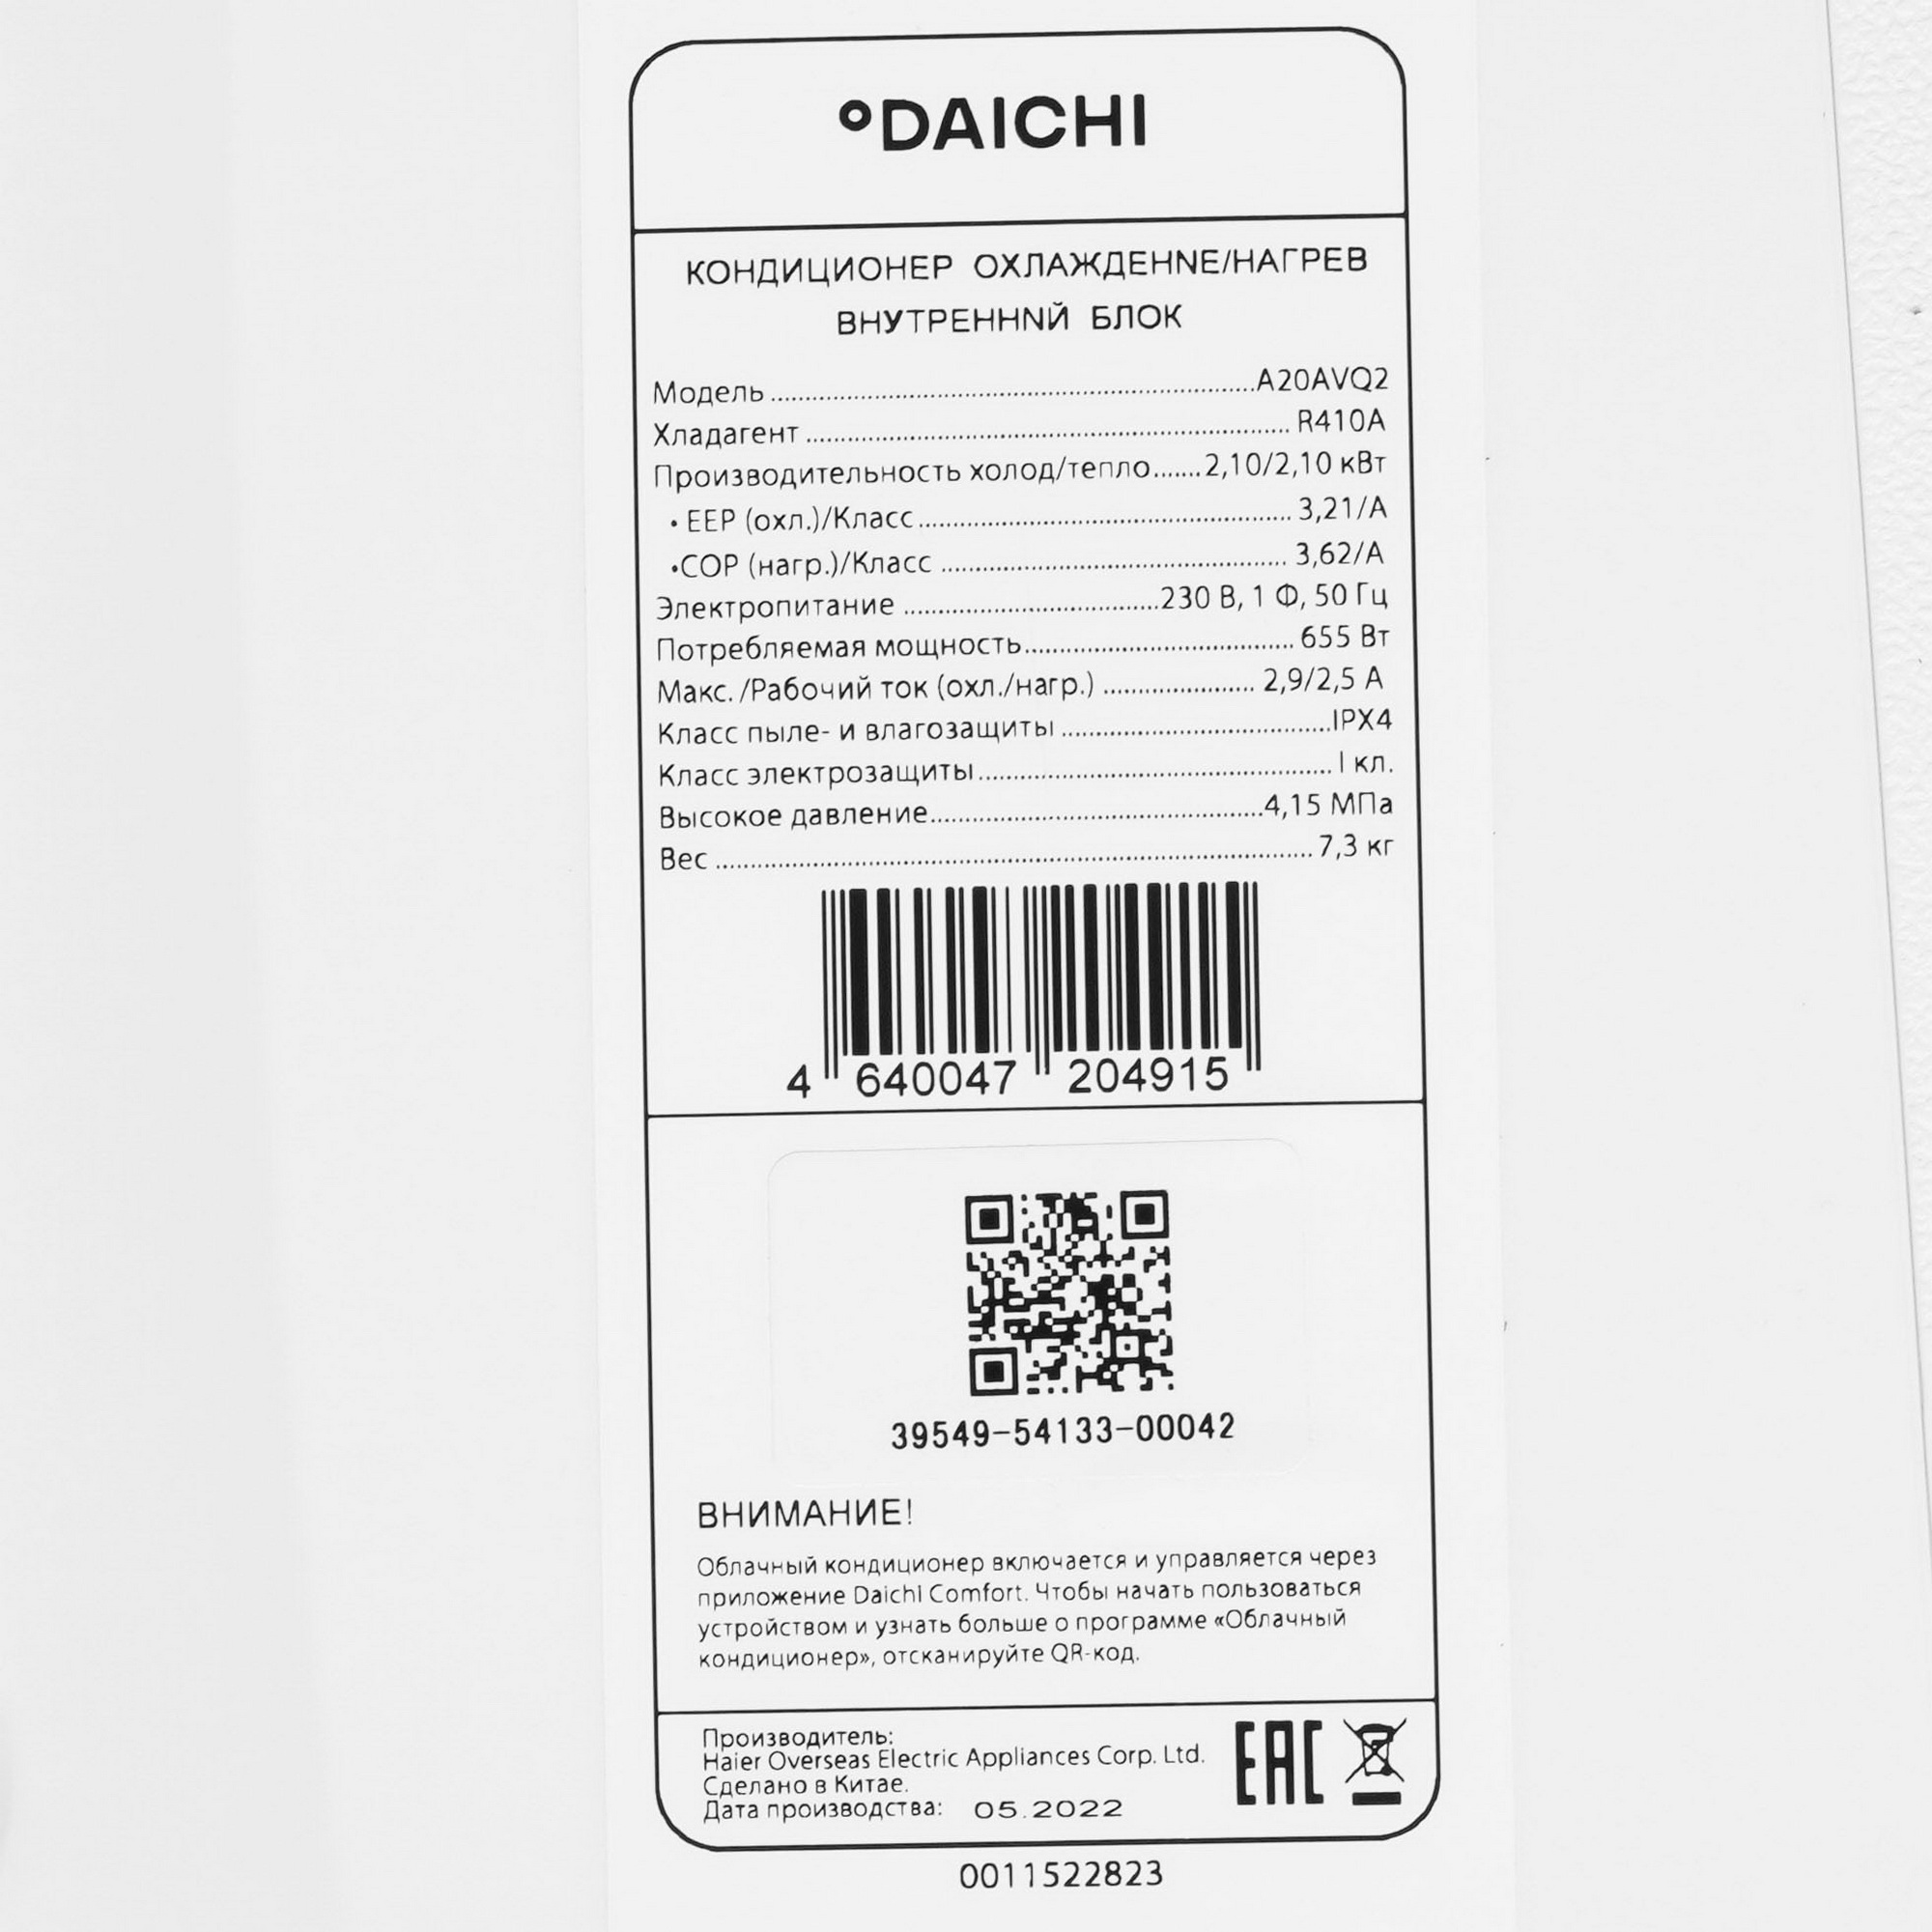 °DAICHI
КОНДИЦИОНЕР ОХЛАЖДЕНNЕ/НАГРЕВ
ВНУТРЕННNЙ БЛОК
Модель ........ A20AVQ2
Хладагент ........ R410A
Производительность холод/тепло.......2,10/2,10 кВт
• EEP (охл.)/Класс ........ 3,21/A
•COP (нагр.)/Класс ........ 3,62/A
Электропитание ........ 230 В, 1 Ф, 50 Гц
Потребляемая мощность ........ 655 Вт
Макс. /Рабочий ток (охл./нагр.) ........ 2,9/2,5 А
Класс пыле- и влагозащиты ........ IPX4
Класс электрозащиты ........ I кл.
Высокое давление ........ 4,15 МПа
Вес ........ 7,3 кг
4 640047 204915
39549-54133-00042
ВНИМАНИЕ!
Облачный кондиционер включается и управляется через
приложение Daichi Comfort. Чтобы начать пользоваться
устройством и узнать больше о программе «Облачный
кондиционер», отсканируйте QR-код.
Производитель:
Haier Overseas Electric Appliances Corp. Ltd.
Сделано в Китае.
Дата производства: 05.2022
EAC
0011522823